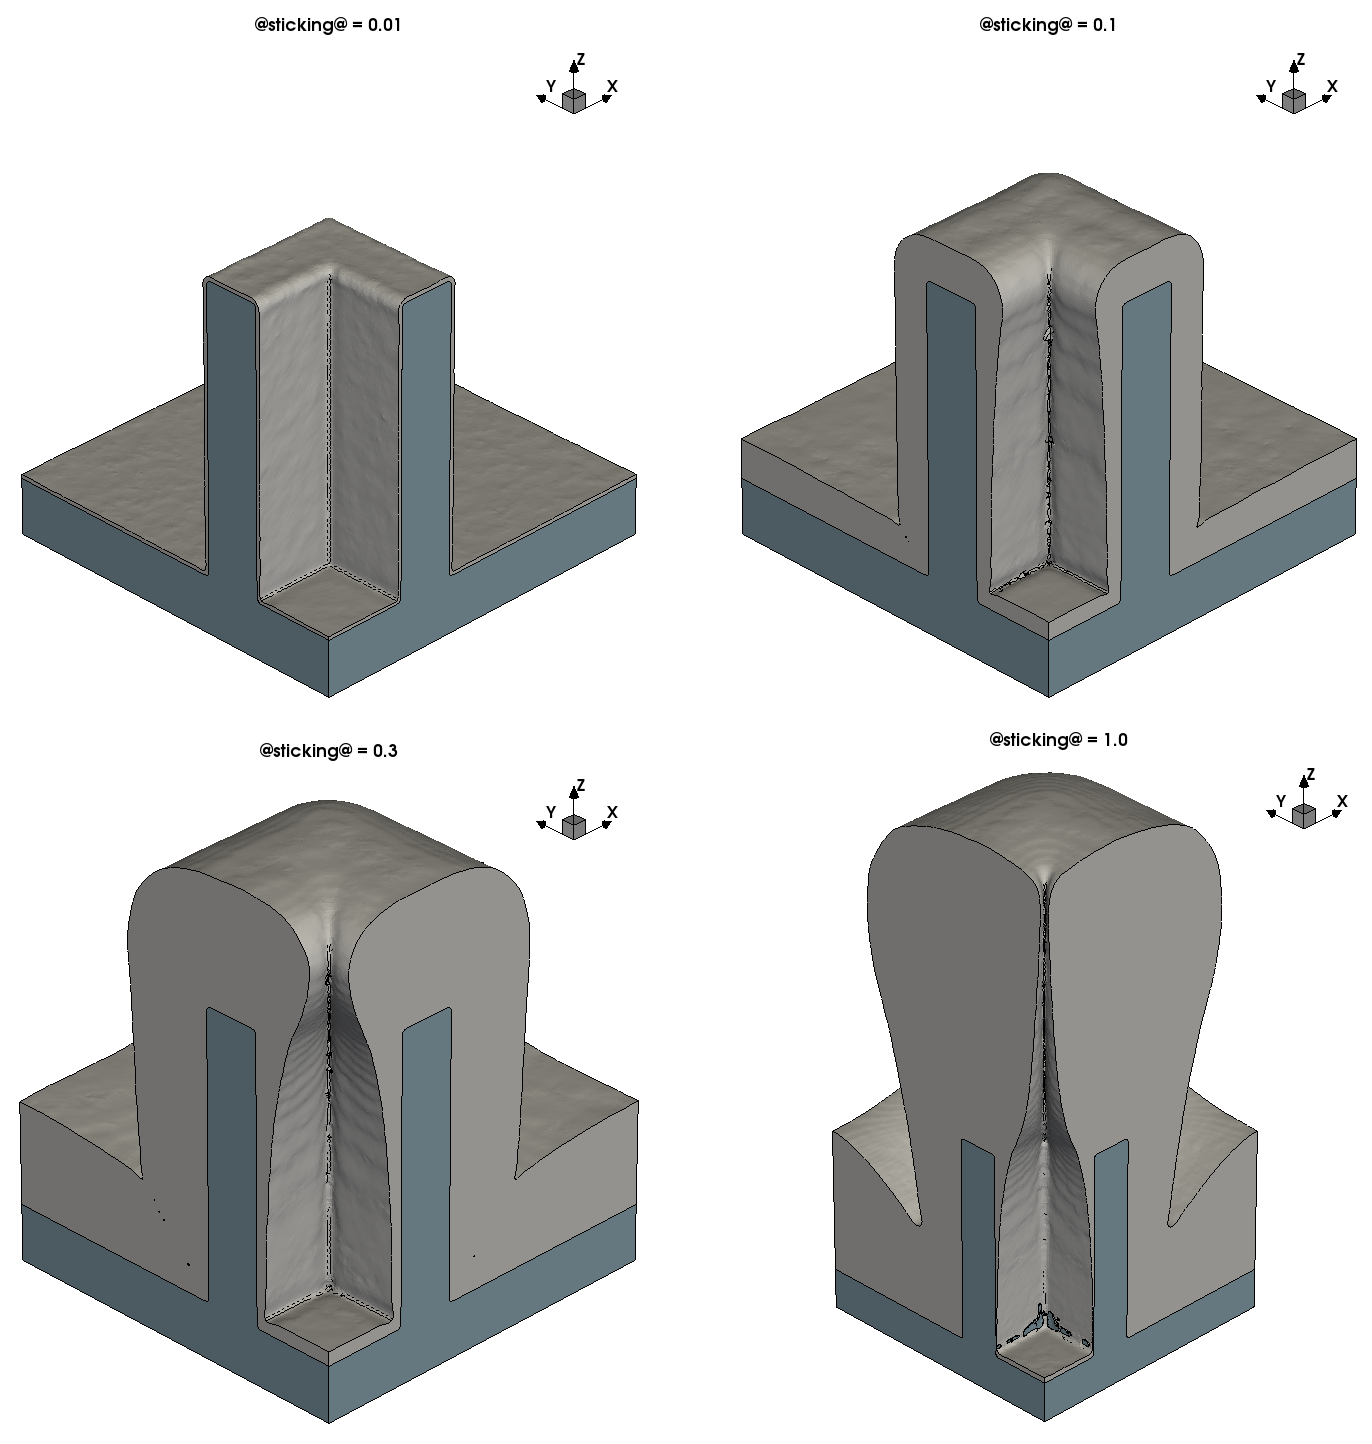 @sticking@ = 0.01
@sticking@ = 0.1
Z
Y
X
Z
Y
X
@sticking@ = 0.3
@sticking@ = 1.0
Z
Y
X
Z
Y
X